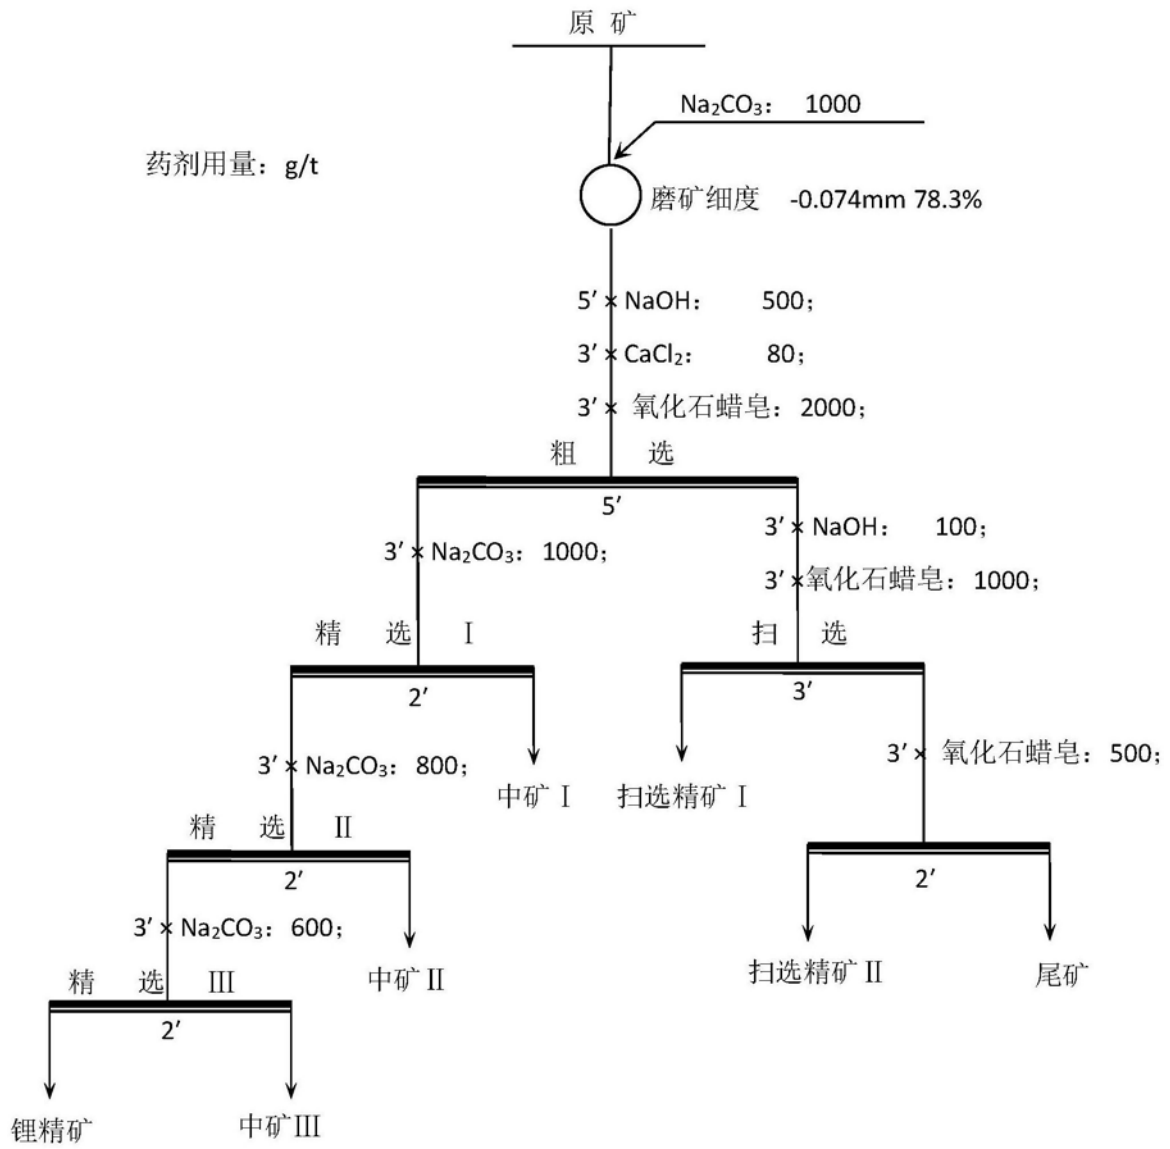 原 矿
Na₂CO₃： 1000
药剂用量：g/t
磨矿细度 -0.074mm 78.3%
5′ NaOH： 500；
3′ CaCl₂： 80；
3′ 氧化石蜡皂：2000；
粗 选
5′
3′ NaOH： 100；
3′ Na₂CO₃：1000；
3′ 氧化石蜡皂：1000；
精 选 Ⅰ
扫 选
2′
3′
3′ Na₂CO₃：800；
3′ 氧化石蜡皂：500；
中矿Ⅰ
扫选精矿Ⅰ
精 选 Ⅱ
2′
2′
3′ Na₂CO₃：600；
中矿Ⅱ
扫选精矿Ⅱ
尾矿
精 选 Ⅲ
2′
锂精矿
中矿Ⅲ